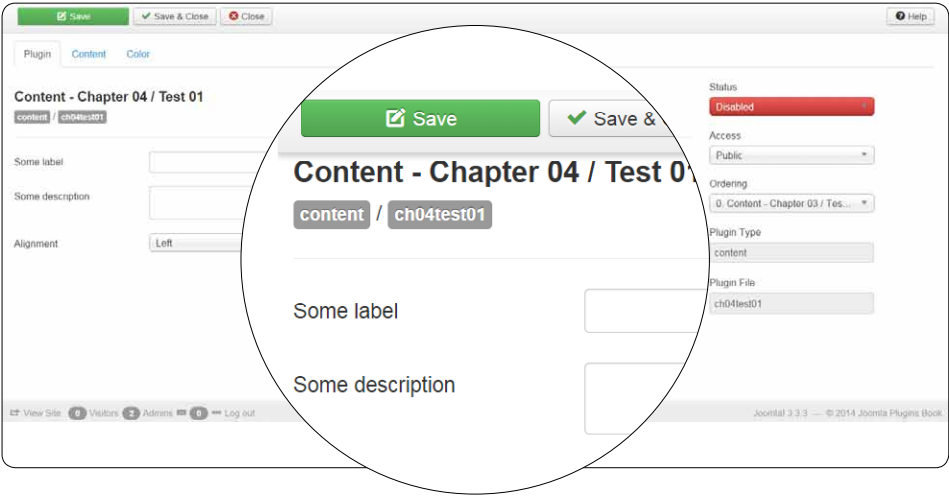 Save Save & Close Close Help
Plugin Content Color
Content - Chapter 04 / Test 01
content / ch04test01
Some label
Some description
Alignment Left
Save Save &
Content - Chapter 04 / Test 01
content / ch04test01
Some label
Some description
Status
Disabled
Access
Public
Ordering
0. Content - Chapter 03 / Tes...
Plugin Type
content
Plugin File
ch04test01
View Site 0 Visitors 2 Admins 0 Log out
Joomla! 3.3.3 — © 2014 Joomla Plugins Book